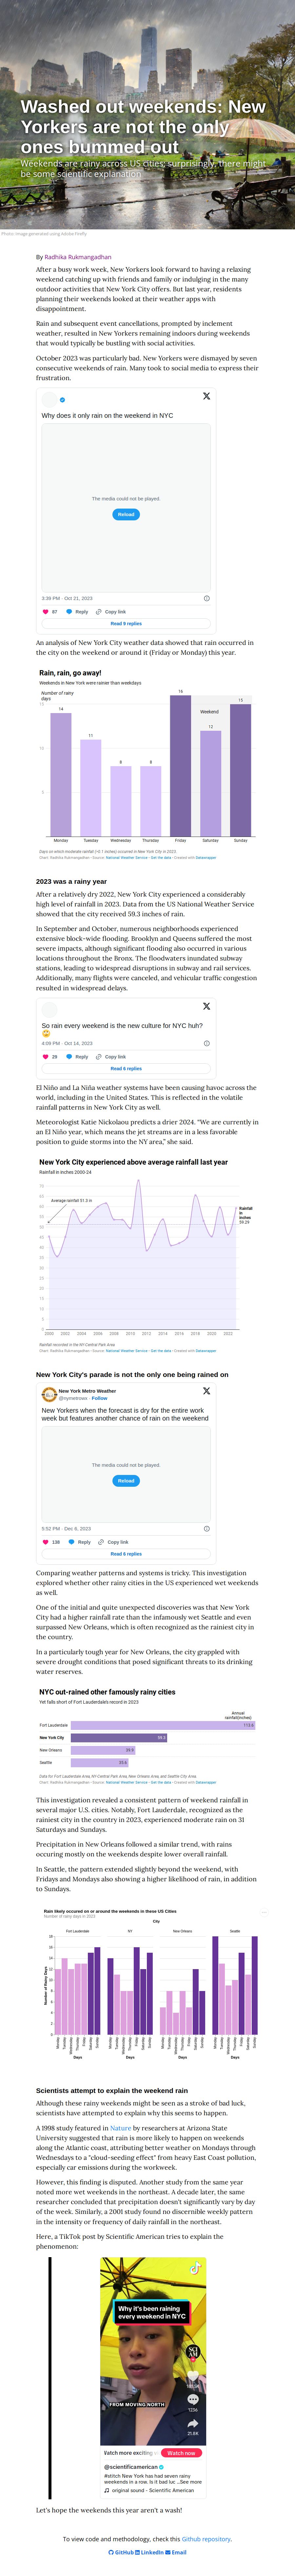 Washed out weekends: New
Yorkers are not the only
ones bummed out
Weekends are rainy across US cities; surprisingly, there might
be some scientific explanation
Photo: Image generated using Adobe Firefly
By Radhika Rukmangadhan
After a busy work week, New Yorkers look forward to having a relaxing
weekend catching up with friends and family or indulging in the many
outdoor activities that New York City offers. But last year, residents
planning their weekends looked at their weather apps with
disappointment.
Rain and subsequent event cancellations, prompted by inclement
weather, resulted in New Yorkers remaining indoors during weekends
that would typically be bustling with social activities.
October 2023 was particularly bad. New Yorkers were dismayed by seven
consecutive weekends of rain. Many took to social media to express their
frustration.
Why does it only rain on the weekend in NYC
The media could not be played.
Reload
3:36 PM · Oct 21, 2023
87 Reply Copy link
Read 9 replies
An analysis of New York City weather data showed that rain occurred in
the city on the weekend or around it (Friday or Monday) this year.
Rain, rain, go away!
Weekends in New York were rainier than weekdays
Number of rainy
days
16
15
14
15
Weekend
12
11
10
8
8
5
Monday Tuesday Wednesday Thursday Friday Saturday Sunday
Days on which moderate rainfall (>0.1 inches) occurred in New York City in 2023.
Chart: Radhika Rukmangadhan · Source: National Weather Service · Get the data · Created with Datawrapper
2023 was a rainy year
After a relatively dry 2022, New York City experienced a considerably
high level of rainfall in 2023. Data from the US National Weather Service
showed that the city received 59.3 inches of rain.
In September and October, numerous neighborhoods experienced
extensive block-wide flooding. Brooklyn and Queens suffered the most
severe impacts, although significant flooding also occurred in various
locations throughout the Bronx. The floodwaters inundated subway
stations, leading to widespread disruptions in subway and rail services.
Additionally, many flights were canceled, and vehicular traffic congestion
resulted in widespread delays.
So rain every weekend is the new culture for NYC huh?
🙄
4:09 PM · Oct 14, 2023
29 Reply Copy link
Read 6 replies
El Niño and La Niña weather systems have been causing havoc across the
world, including in the United States. This is reflected in the volatile
rainfall patterns in New York City as well.
Meteorologist Katie Nickolaou predicts a drier 2024. “We are currently in
an El Niño year, which means the jet streams are in a less favorable
position to guide storms into the NY area,” she said.
New York City experienced above average rainfall last year
Rainfall in inches 2000-24
70
65
60
55
50
45
40
35
30
25
20
15
10
5
0
Average rainfall 51.3 in
Rainfall
in
inches
59.29
2000 2002 2004 2006 2008 2010 2012 2014 2016 2018 2020 2022
Rainfall recorded in the NY Central Park Area.
Chart: Radhika Rukmangadhan · Source: National Weather Service · Get the data · Created with Datawrapper
New York City's parade is not the only one being rained on
New York Metro Weather
@nymetrowx · Follow
New Yorkers when the forecast is dry for the entire work
week but features another chance of rain on the weekend
The media could not be played.
Reload
5:52 PM · Dec 6, 2023
138 Reply Copy link
Read 6 replies
Comparing weather patterns and systems is tricky. This investigation
explored whether other rainy cities in the US experienced wet weekends
as well.
One of the initial and quite unexpected discoveries was that New York
City had a higher rainfall rate than the infamously wet Seattle and even
surpassed New Orleans, which is often recognized as the rainiest city in
the country.
In a particularly tough year for New Orleans, the city grappled with
severe drought conditions that posed significant threats to its drinking
water reserves.
NYC out-rained other famously rainy cities
Yet falls short of Fort Lauderdale's record in 2023
Annual
rainfall(inches)
Fort Lauderdale 113.8
New York City 59.3
New Orleans 39.9
Seattle
Data for Fort Lauderdale Area, NY Central Park Area, New Orleans Area, and Seattle City Area.
Chart: Radhika Rukmangadhan · Source: National Weather Service · Get the data · Created with Datawrapper
This investigation revealed a consistent pattern of weekend rainfall in
several major U.S. cities. Notably, Fort Lauderdale, recognized as the
rainiest city in the country in 2023, experienced moderate rain on 31
Saturdays and Sundays.
Precipitation in New Orleans followed a similar trend, with rains
occuring mostly on the weekends despite lower overall rainfall.
In Seattle, the pattern extended slightly beyond the weekend, with
Fridays and Mondays also showing a higher likelihood of rain, in addition
to Sundays.
Rain likely occured on or around the weekends in these US Cities
Number of rainy days in 2023
City
Fort Lauderdale NY New Orleans Seattle
Number of Rainy Days
18
16
14
12
10
8
6
4
2
0
Monday Tuesday Wednesday Thursday Friday Saturday Sunday Monday Tuesday Wednesday Thursday Friday Saturday Sunday Monday Tuesday Wednesday Thursday Friday Saturday Sunday Monday Tuesday Wednesday Thursday Friday Saturday Sunday
Days Days Days Days
Scientists attempt to explain the weekend rain
Although these rainy weekends might be seen as a stroke of bad luck,
scientists have attempted to explain why this seems to happen.
A 1998 study featured in Nature by researchers at Arizona State
University suggested that rain is more likely to happen on weekends
along the Atlantic coast, attributing better weather on Mondays through
Wednesdays to a "cloud-seeding effect" from heavy East Coast pollution,
especially car emissions during the workweek.
However, this finding is disputed. Another study from the same year
noted more wet weekends in the northeast. A decade later, the same
researcher concluded that precipitation doesn't significantly vary by day
of the week. Similarly, a 2001 study found no discernible weekly pattern
in the intensity or frequency of daily rainfall in the northeast.
Here, a TikTok post by Scientific American tries to explain the
phenomenon:
Why it's been raining
every weekend in NYC
SCI
AM
1236
21.8K
FROM MOVING NORTH
Watch more exciting
Watch now
@scientificamerican
#stitch New York has had seven rainy
weekends in a row. Is it bad luc ...See more
original sound - Scientific American
Let's hope the weekends this year aren't a wash!
To view code and methodology, check this Github repository.
GitHub LinkedIn Email